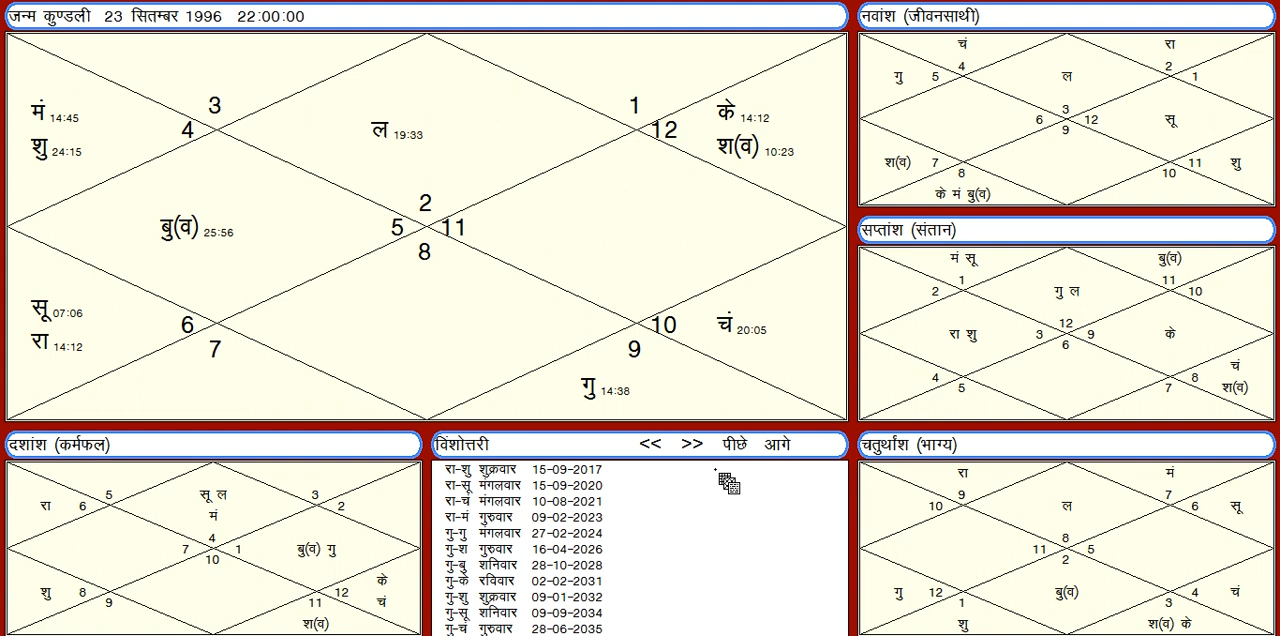 जन्म कुण्डली 23 सितम्बर 1996 22:00:00
3
1
मं 14:45
4
ल 19:33
12
के 14:12
शु 24:15
श(व) 10:23
2
बु(व) 25:56
5
11
8
सू 07:06
6
10
चं 20:05
रा 14:12
7
9
गु 14:38
नवांश (जीवनसाथी)
चं
रा
4
2
गु 5
ल
1
3
6
12
सू
9
श(व) 7
11 शु
8
10
के मं बु(व)
सप्तांश (संतान)
मं सू
बु(व)
1
11
2
गु ल
10
12
रा शु
3
9
के
6
चं
4
8
5
7
श(व)
दशांश (कर्मफल)
5
सू ल
3
रा 6
2
मं
4
7
1
बु(व) गु
10
के
शु 8
12
9
11
चं
श(व)
विंशोत्तरी << >> पीछे आगे
रा-शु शुक्रवार 15-09-2017
रा-सू मंगलवार 15-09-2020
रा-चं मंगलवार 10-08-2021
रा-मं गुरुवार 09-02-2023
गु-गु मंगलवार 27-02-2024
गु-श गुरुवार 16-04-2026
गु-बु शनिवार 28-10-2028
गु-के रविवार 02-02-2031
गु-शु शुक्रवार 09-01-2032
गु-सू शनिवार 09-09-2034
गु-चं गुरुवार 28-06-2035
चतुर्थांश (भाग्य)
रा
मं
9
7
10
ल
6
सू
8
11
5
2
गु 12
बु(व)
4
चं
1
3
शु
श(व) के